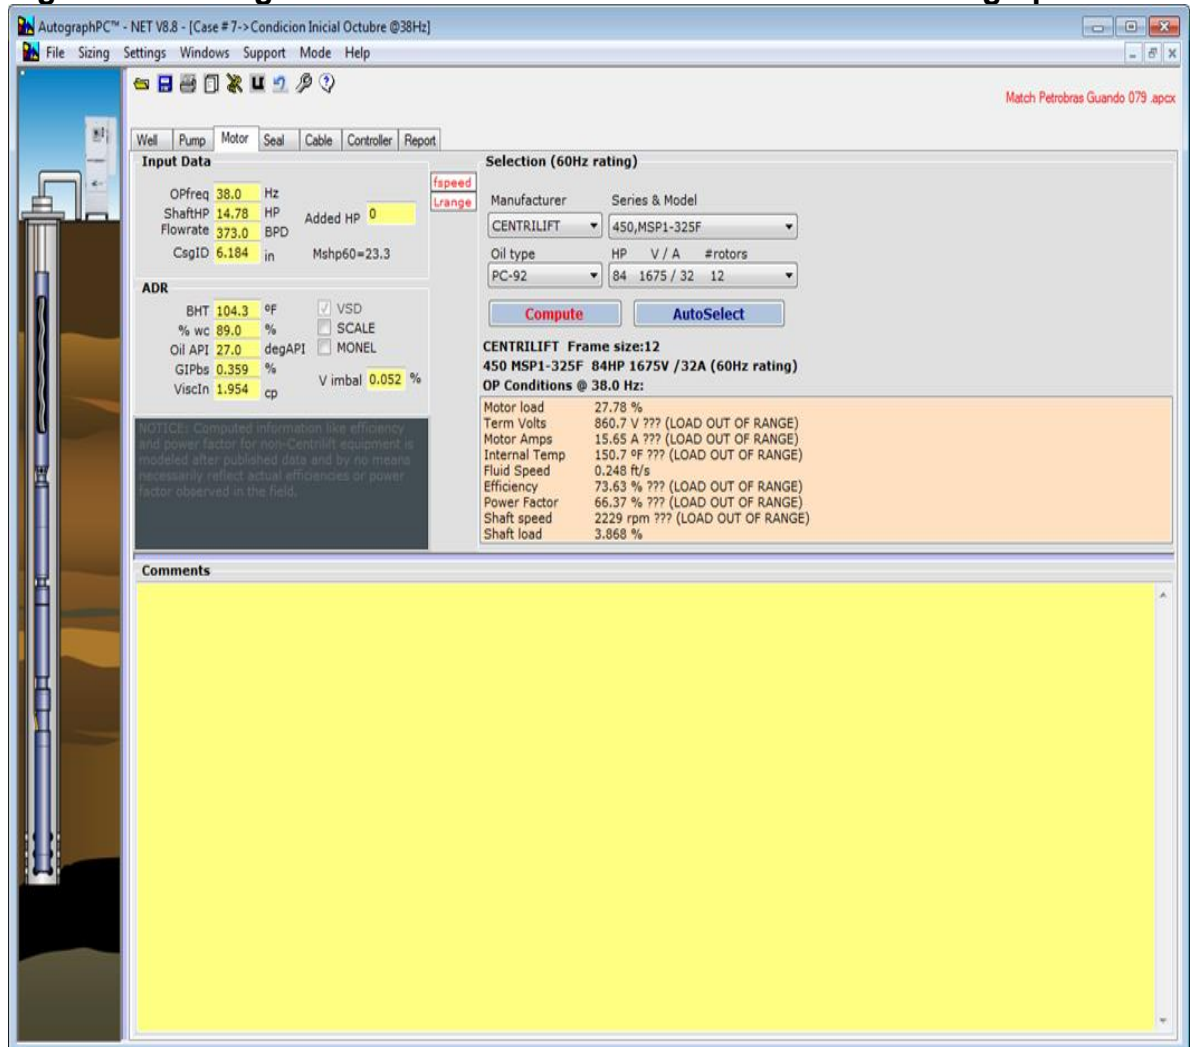 AutographPC™ - NET V8.8 - [Case # 7->Condicion Inicial Octubre @38Hz]
File Sizing Settings Windows Support Mode Help
Match Petrobras Guando 079 .apcx
Well Pump Motor Seal Cable Controller Report
Input Data
OPfreq 38.0 Hz
ShaftHP 14.78 HP Added HP 0
Flowrate 373.0 BPD
CsgID 6.184 in Mshp60=23.3
fspeed
Lrange
ADR
BHT 104.3 ºF VSD
% wc 89.0 % SCALE
Oil API 27.0 degAPI MONEL
GIPbs 0.359 %
V imbal 0.052 %
ViscIn 1.954 cp
NOTICE: Computed information like efficiency
and power factor for non-Centrilift equipment is
modeled after published data and by no means
necessarily reflect actual efficiencies or power
factor observed in the field.
Selection (60Hz rating)
Manufacturer Series & Model
CENTRILIFT 450,MSP1-325F
Oil type HP V / A #rotors
PC-92 84 1675 / 32 12
Compute AutoSelect
CENTRILIFT Frame size:12
450 MSP1-325F 84HP 1675V /32A (60Hz rating)
OP Conditions @ 38.0 Hz:
Motor load 27.78 %
Term Volts 860.7 V ??? (LOAD OUT OF RANGE)
Motor Amps 15.65 A ??? (LOAD OUT OF RANGE)
Internal Temp 150.7 ºF ??? (LOAD OUT OF RANGE)
Fluid Speed 0.248 ft/s
Efficiency 73.63 % ??? (LOAD OUT OF RANGE)
Power Factor 66.37 % ??? (LOAD OUT OF RANGE)
Shaft speed 2229 rpm ??? (LOAD OUT OF RANGE)
Shaft load 3.868 %
Comments